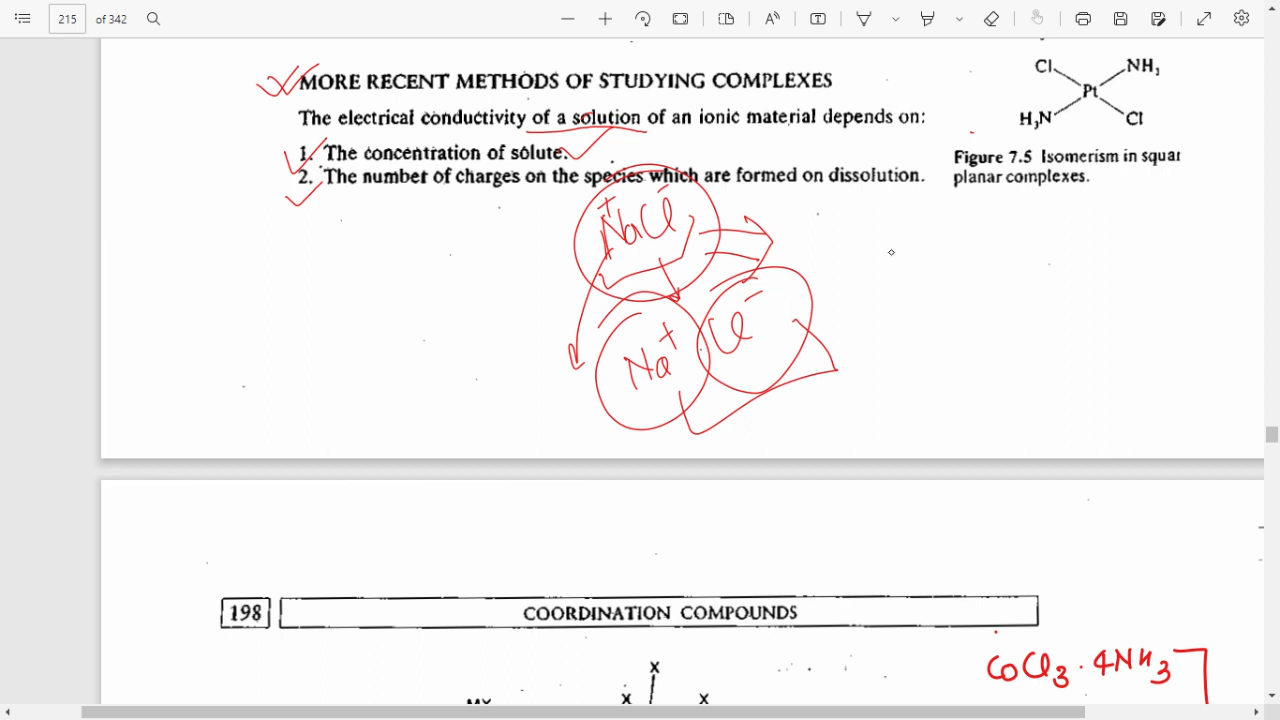 215 of 342
MORE RECENT METHODS OF STUDYING COMPLEXES
The electrical conductivity of a solution of an ionic material depends on:
1. The concentration of solute.
2. The number of charges on the species which are formed on dissolution.
Cl NH₃
Pt
H₃N Cl
Figure 7.5 Isomerism in squar
planar complexes.
NaCl
+ -
Na+ Cl-
198 COORDINATION COMPOUNDS
CoCl3 · 4NH3
X
X X